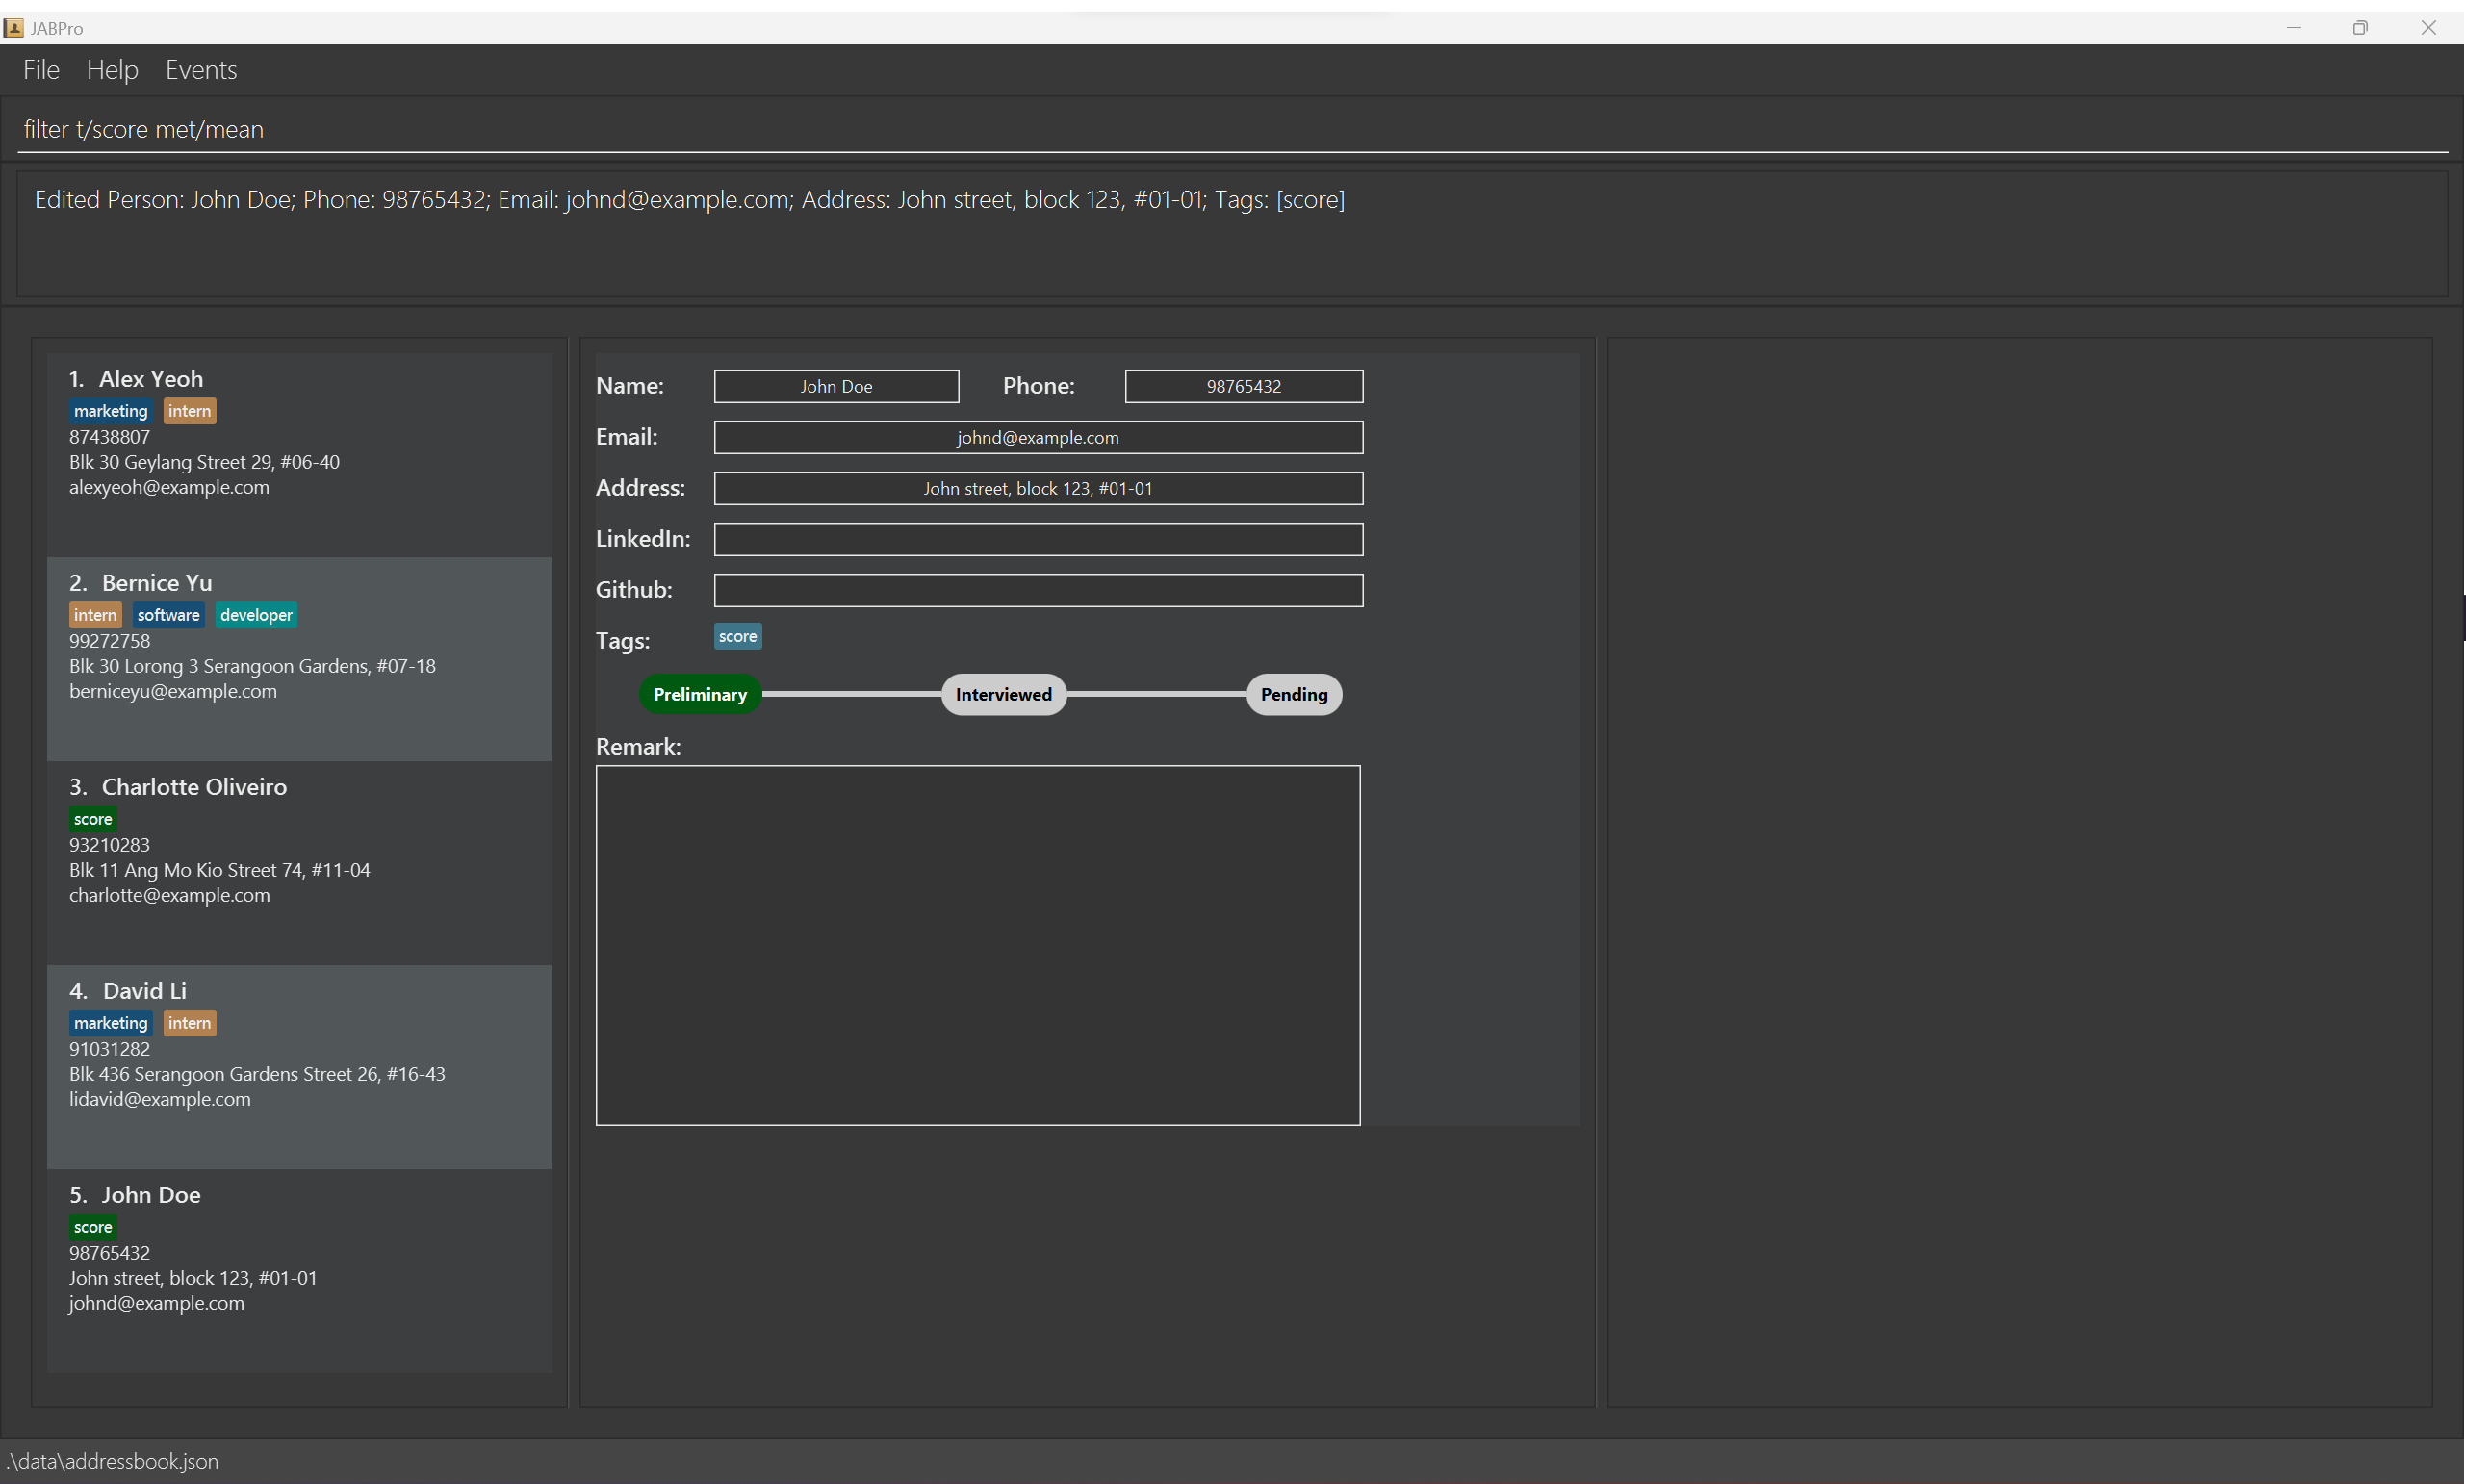 JABPro
File Help Events
filter t/score met/mean
Edited Person: John Doe; Phone: 98765432; Email: johnd@example.com; Address: John street, block 123, #01-01; Tags: [score]
1. Alex Yeoh
marketing intern
87438807
Blk 30 Geylang Street 29, #06-40
alexyeoh@example.com
2. Bernice Yu
intern software developer
99272758
Blk 30 Lorong 3 Serangoon Gardens, #07-18
berniceyu@example.com
3. Charlotte Oliveiro
score
93210283
Blk 11 Ang Mo Kio Street 74, #11-04
charlotte@example.com
4. David Li
marketing intern
91031282
Blk 436 Serangoon Gardens Street 26, #16-43
lidavid@example.com
5. John Doe
score
98765432
John street, block 123, #01-01
johnd@example.com
Name: John Doe Phone: 98765432
Email: johnd@example.com
Address: John street, block 123, #01-01
LinkedIn:
Github:
Tags: score
Preliminary Interviewed Pending
Remark:
.\data\addressbook.json